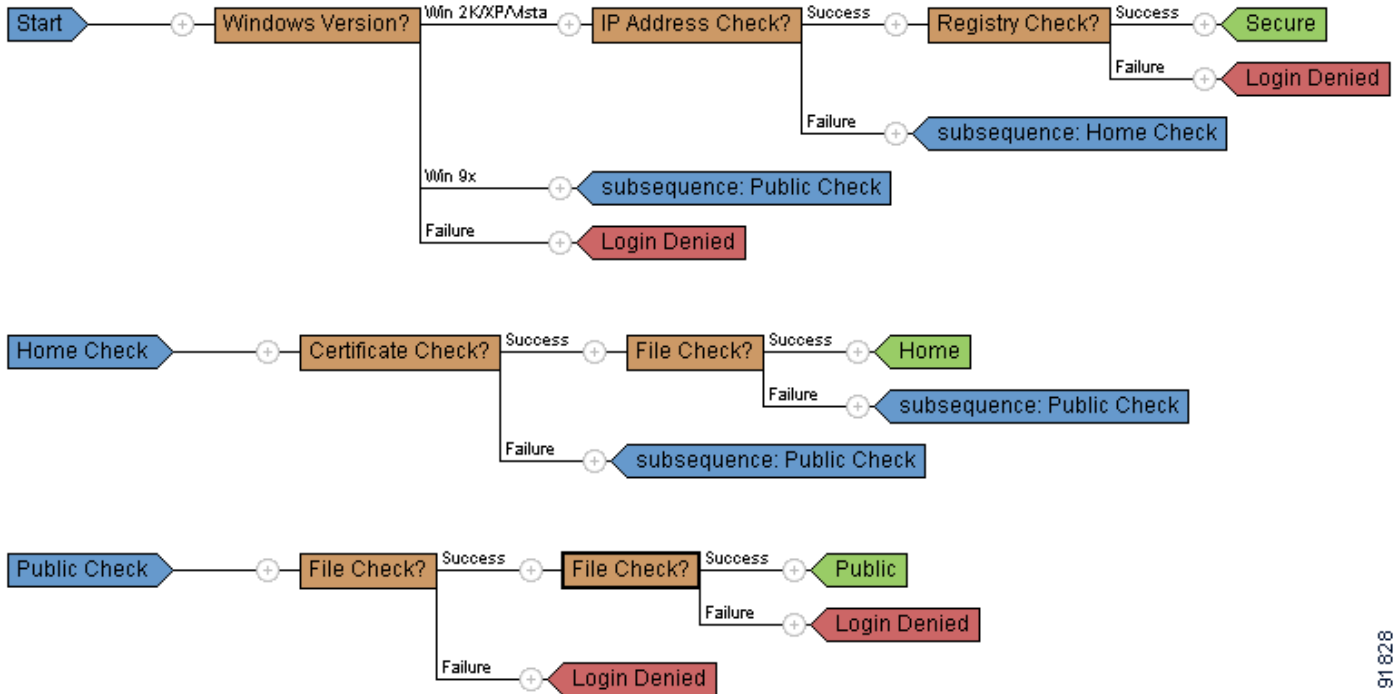 Start
Windows Version?
Win 2K/XP/Vista
IP Address Check?
Success
Registry Check?
Success
Secure
Failure
Login Denied
Failure
subsequence: Home Check
Win 9x
subsequence: Public Check
Failure
Login Denied
Home Check
Certificate Check?
Success
File Check?
Success
Home
Failure
subsequence: Public Check
Failure
subsequence: Public Check
Public Check
File Check?
Success
File Check?
Success
Public
Failure
Login Denied
Failure
Login Denied
91828